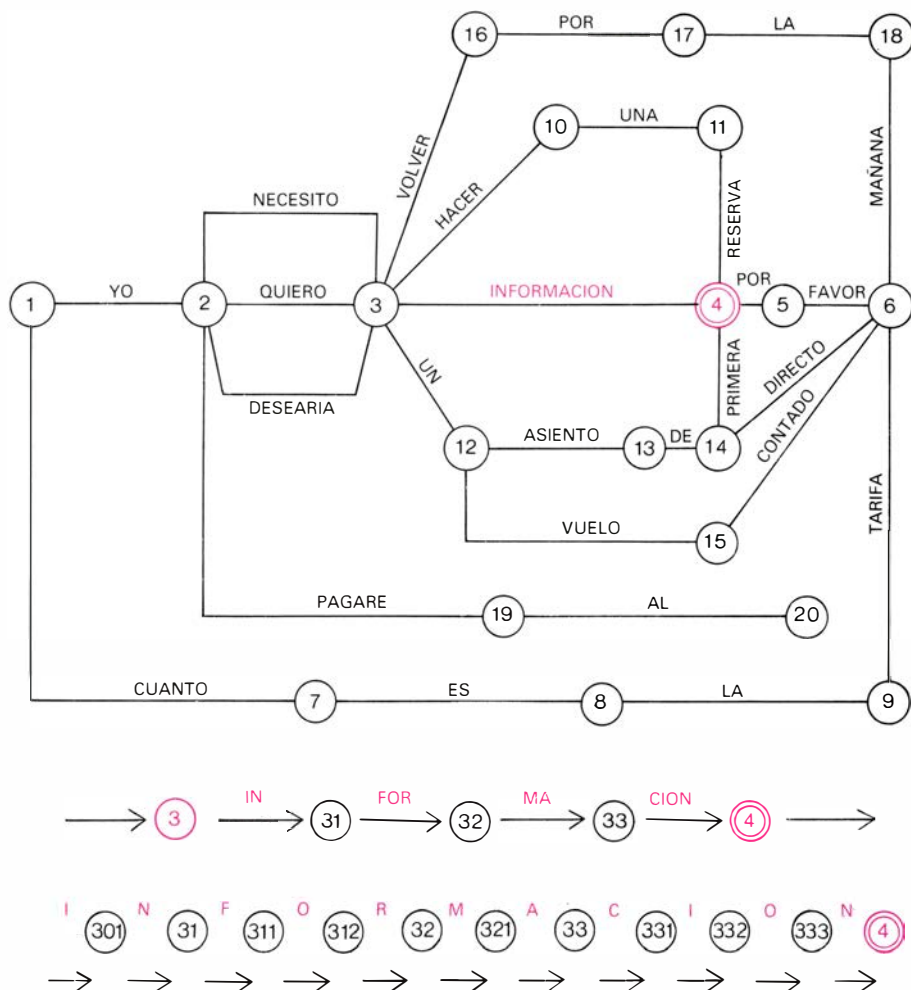 16 POR 17 LA 18
10 UNA 11
VOLVER
HACER
RESERVA
MAÑANA
NECESITO
1 YO 2 QUIERO 3 INFORMACION 4 POR 5 FAVOR 6
DESEARIA
UN
PRIMERA
DIRECTO
CONTADO
12 ASIENTO 13 DE 14
TARIFA
VUELO 15
PAGARE 19 AL 20
CUANTO 7 ES 8 LA 9
3 IN 31 FOR 32 MA 33 CION 4
I N F O R M A C I O N
301 31 311 312 32 321 33 331 332 333 4